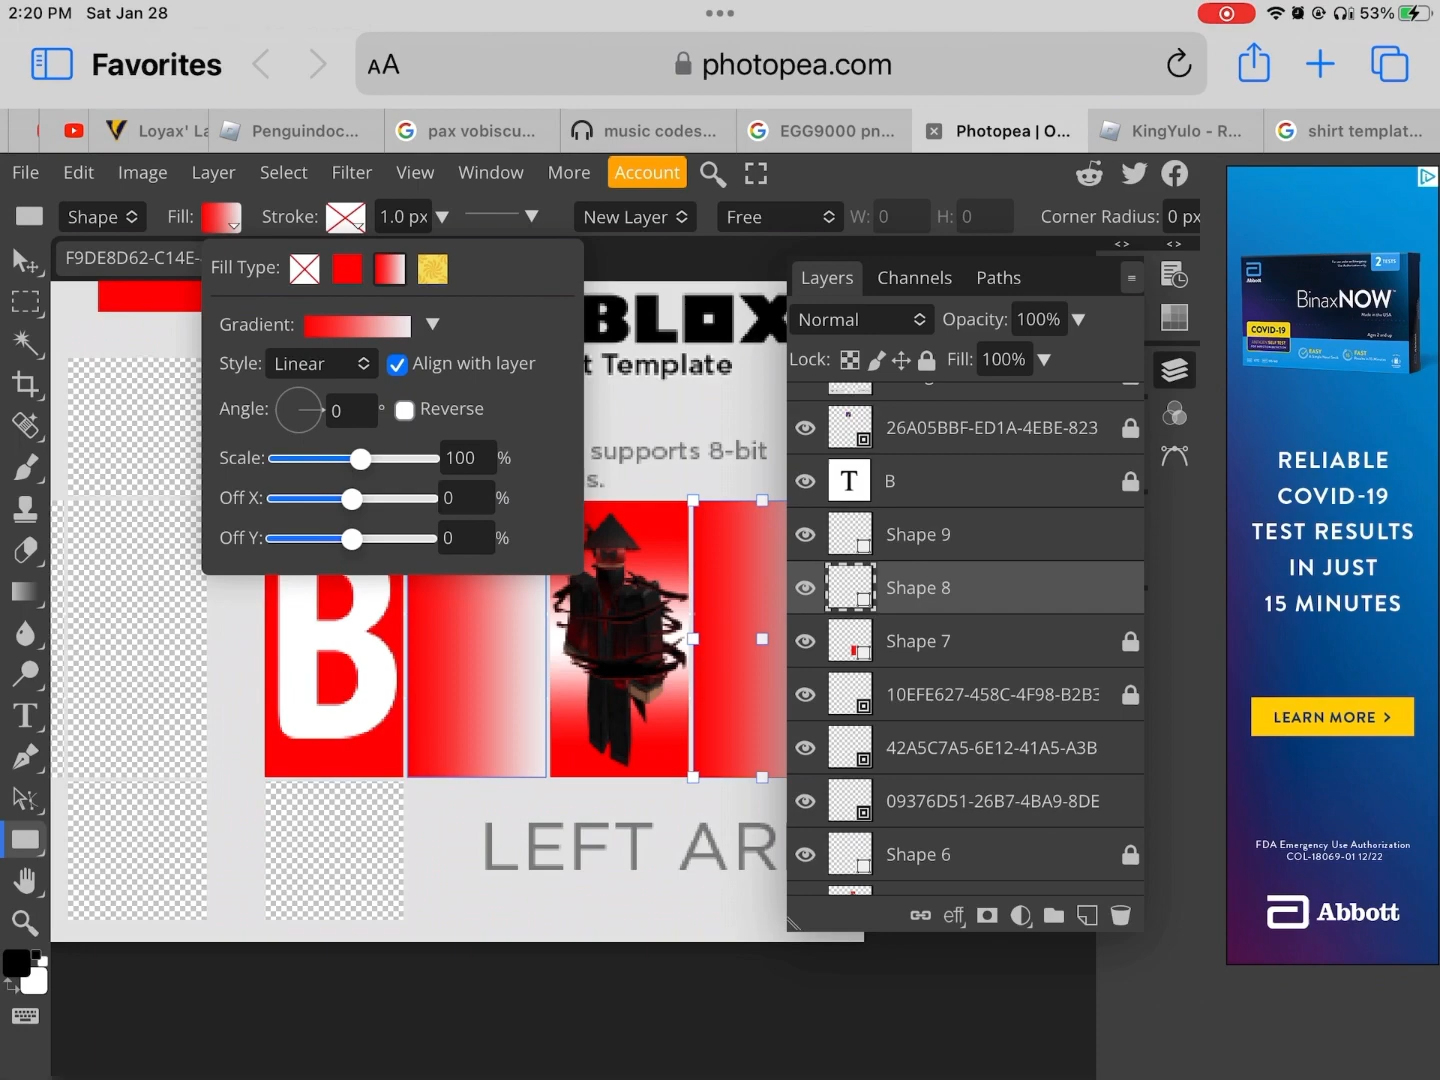 2:20 PM Sat Jan 28
53%
Favorites
AA
photopea.com
Loyax' La
Penguindoc...
pax vobiscu...
music codes...
EGG9000 pn...
Photopea | O...
KingYulo - R...
shirt templat...
File Edit Image Layer Select Filter View Window More Account
Shape
Fill:
Stroke:
1.0 px
New Layer
Free
W: 0
H: 0
Corner Radius: 0 px
F9DE8D62-C14E-
Fill Type:
Gradient:
Style: Linear
Align with layer
Angle: 0 °
Reverse
Scale: 100 %
Off X: 0 %
Off Y: 0 %
BLOX
t Template
supports 8-bit
s.
B
LEFT AR
Layers Channels Paths
Normal
Opacity: 100%
Lock:
Fill: 100%
26A05BBF-ED1A-4EBE-823
T B
Shape 9
Shape 8
Shape 7
10EFE627-458C-4F98-B2B3
42A5C7A5-6E12-41A5-A3B
09376D51-26B7-4BA9-8DE
Shape 6
eff
T
Abbott
2 TESTS
BinaxNOW
COVID-19
RELIABLE
COVID-19
TEST RESULTS
IN JUST
15 MINUTES
LEARN MORE >
FDA Emergency Use Authorization
COL-18069-01 12/22
Abbott